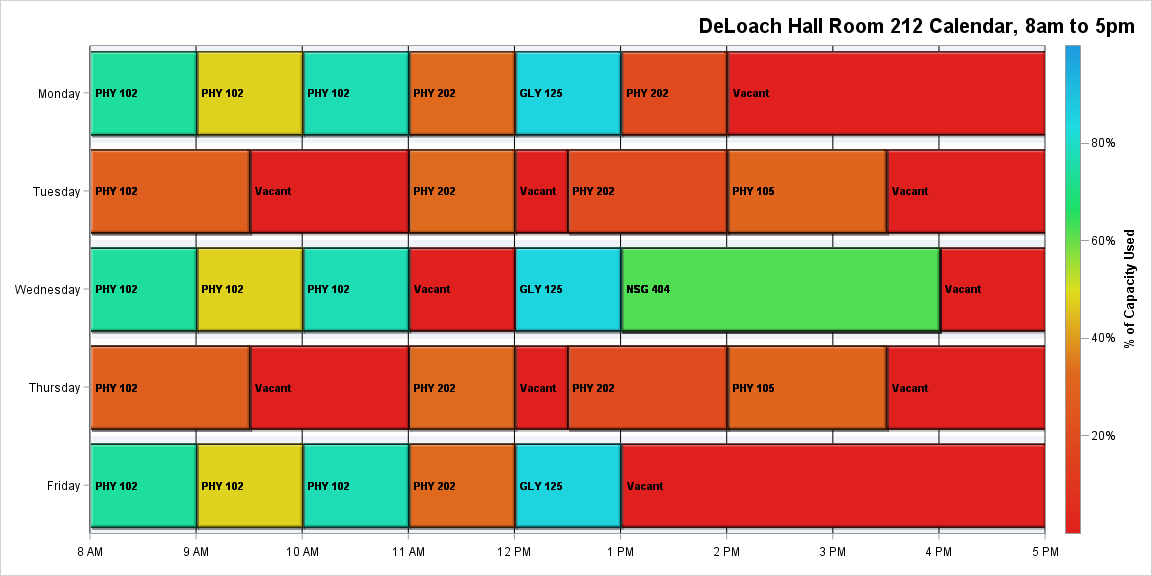 DeLoach Hall Room 212 Calendar, 8am to 5pm
Monday PHY 102 PHY 102 PHY 102 PHY 202 GLY 125 PHY 202 Vacant
Tuesday PHY 102 Vacant PHY 202 Vacant PHY 202 PHY 105 Vacant
Wednesday PHY 102 PHY 102 PHY 102 Vacant GLY 125 NSG 404 Vacant
Thursday PHY 102 Vacant PHY 202 Vacant PHY 202 PHY 105 Vacant
Friday PHY 102 PHY 102 PHY 102 PHY 202 GLY 125 Vacant
8 AM 9 AM 10 AM 11 AM 12 PM 1 PM 2 PM 3 PM 4 PM 5 PM
80%
60%
40%
20%
% of Capacity Used